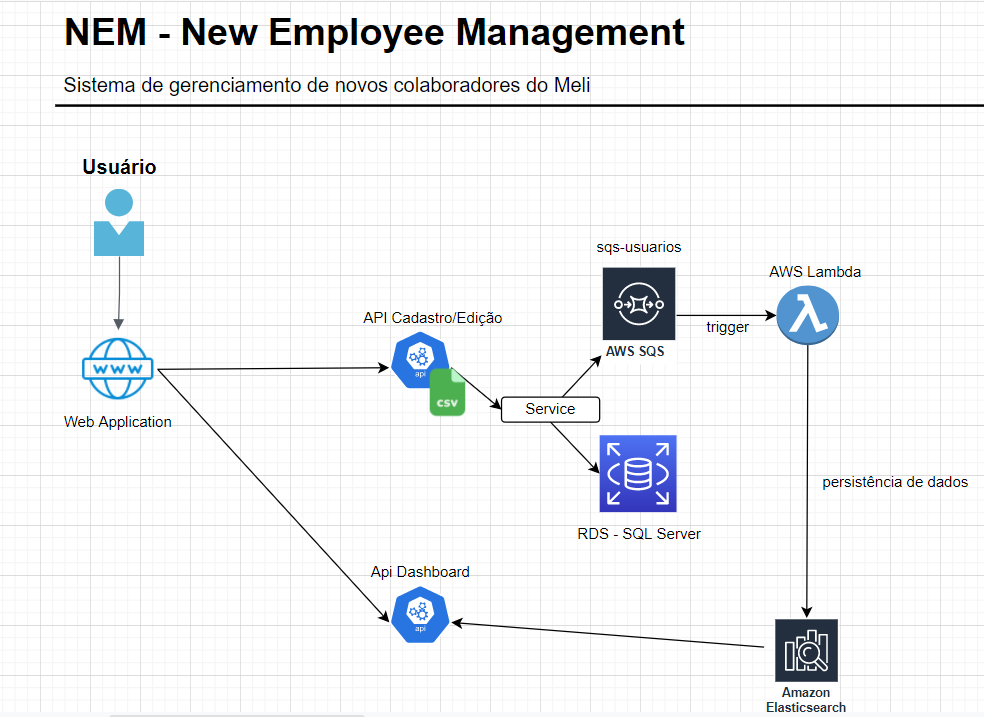 NEM - New Employee Management
Sistema de gerenciamento de novos colaboradores do Meli
Usuário
WWW
Web Application
API Cadastro/Edição
api
CSV
Service
sqs-usuarios
AWS SQS
trigger
AWS Lambda
RDS - SQL Server
persistência de dados
Api Dashboard
api
Amazon
Elasticsearch